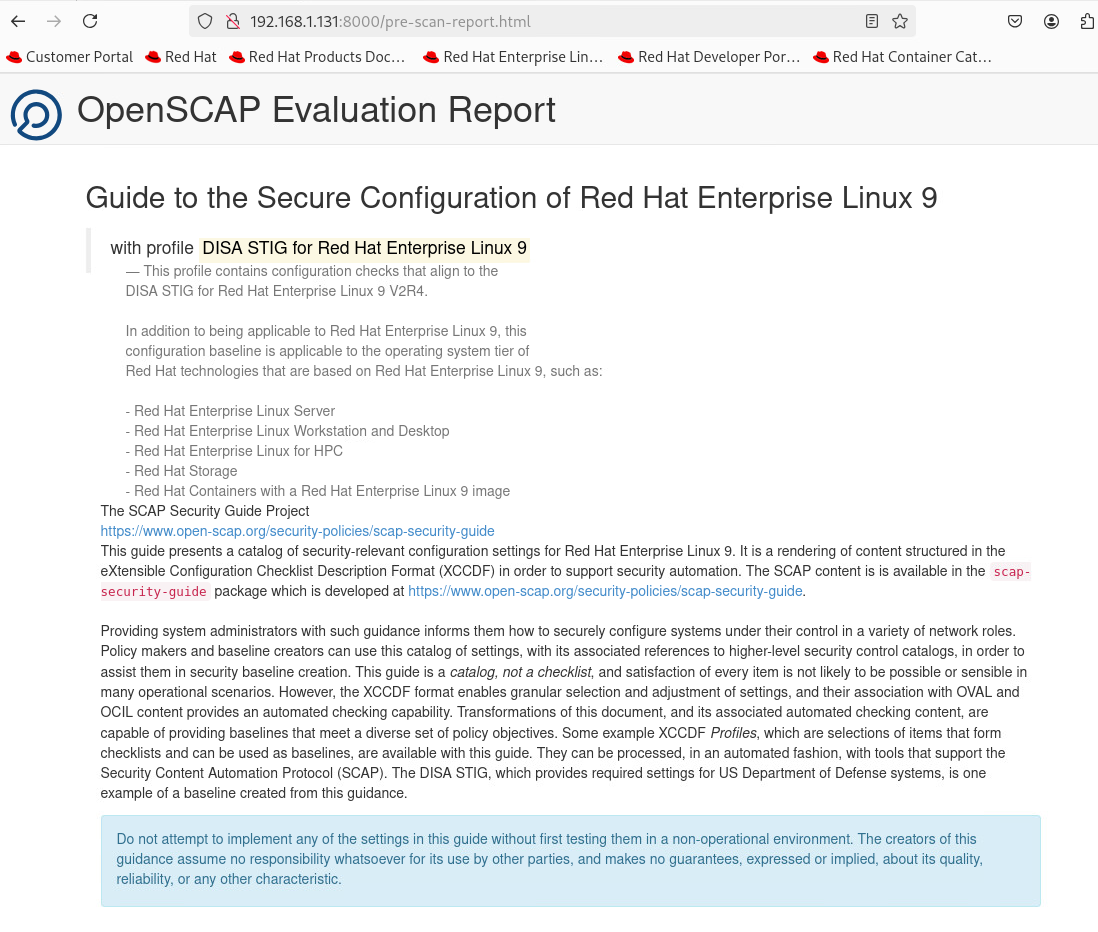 192.168.1.131:8000/pre-scan-report.html
Customer Portal Red Hat Red Hat Products Doc… Red Hat Enterprise Lin… Red Hat Developer Por… Red Hat Container Cat…
OpenSCAP Evaluation Report
Guide to the Secure Configuration of Red Hat Enterprise Linux 9
with profile DISA STIG for Red Hat Enterprise Linux 9
— This profile contains configuration checks that align to the
DISA STIG for Red Hat Enterprise Linux 9 V2R4.
In addition to being applicable to Red Hat Enterprise Linux 9, this
configuration baseline is applicable to the operating system tier of
Red Hat technologies that are based on Red Hat Enterprise Linux 9, such as:
- Red Hat Enterprise Linux Server
- Red Hat Enterprise Linux Workstation and Desktop
- Red Hat Enterprise Linux for HPC
- Red Hat Storage
- Red Hat Containers with a Red Hat Enterprise Linux 9 image
The SCAP Security Guide Project
https://www.open-scap.org/security-policies/scap-security-guide
This guide presents a catalog of security-relevant configuration settings for Red Hat Enterprise Linux 9. It is a rendering of content structured in the
eXtensible Configuration Checklist Description Format (XCCDF) in order to support security automation. The SCAP content is is available in the scap-
security-guide package which is developed at https://www.open-scap.org/security-policies/scap-security-guide.
Providing system administrators with such guidance informs them how to securely configure systems under their control in a variety of network roles.
Policy makers and baseline creators can use this catalog of settings, with its associated references to higher-level security control catalogs, in order to
assist them in security baseline creation. This guide is a catalog, not a checklist, and satisfaction of every item is not likely to be possible or sensible in
many operational scenarios. However, the XCCDF format enables granular selection and adjustment of settings, and their association with OVAL and
OCIL content provides an automated checking capability. Transformations of this document, and its associated automated checking content, are
capable of providing baselines that meet a diverse set of policy objectives. Some example XCCDF Profiles, which are selections of items that form
checklists and can be used as baselines, are available with this guide. They can be processed, in an automated fashion, with tools that support the
Security Content Automation Protocol (SCAP). The DISA STIG, which provides required settings for US Department of Defense systems, is one
example of a baseline created from this guidance.
Do not attempt to implement any of the settings in this guide without first testing them in a non-operational environment. The creators of this
guidance assume no responsibility whatsoever for its use by other parties, and makes no guarantees, expressed or implied, about its quality,
reliability, or any other characteristic.